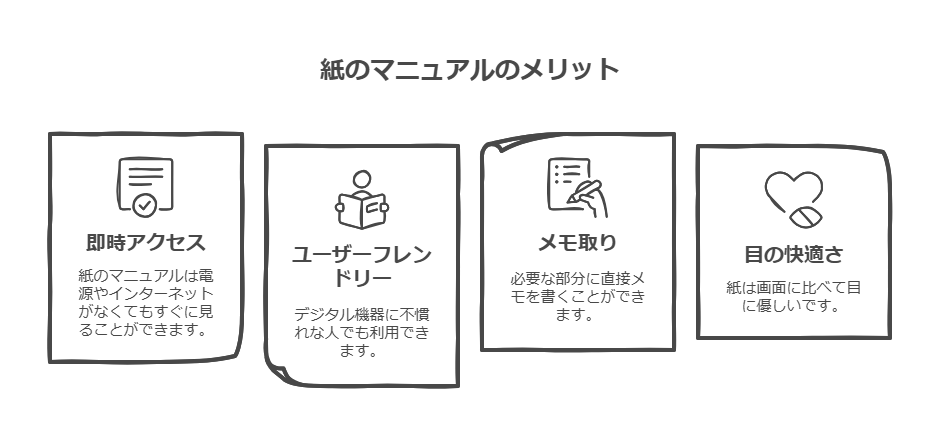 紙のマニュアルのメリット
即時アクセス
紙のマニュアルは電
源やインターネット
がなくてもすぐに見
ることができます。
ユーザーフレン
ドリー
デジタル機器に不慣
れな人でも利用でき
ます。
メモ取り
必要な部分に直接メ
モを書くことができ
ます。
目の快適さ
紙は画面に比べて目
に優しいです。